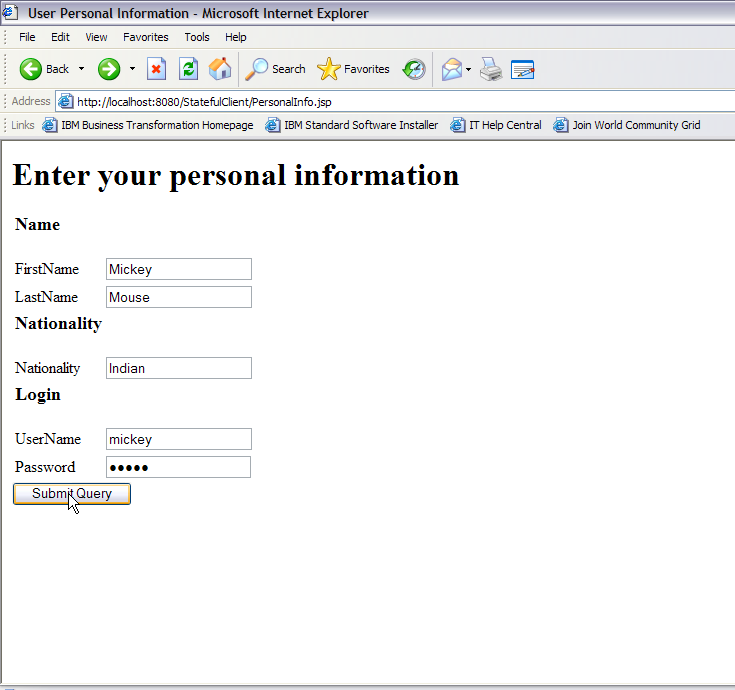 User Personal Information - Microsoft Internet Explorer
File Edit View Favorites Tools Help
Back Search Favorites
Address http://localhost:8080/StatefulClient/PersonalInfo.jsp
Links IBM Business Transformation Homepage IBM Standard Software Installer IT Help Central Join World Community Grid
Enter your personal information
Name
FirstName Mickey
LastName Mouse
Nationality
Nationality Indian
Login
UserName mickey
Password ●●●●●
Submit Query